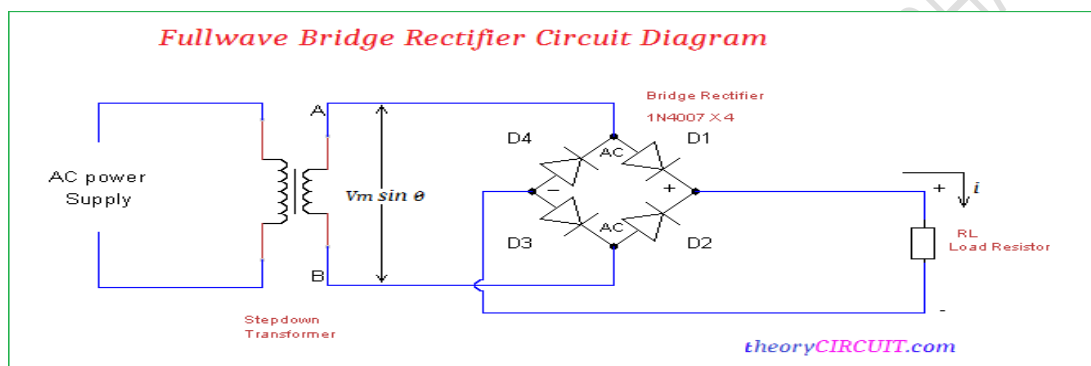 Fullwave Bridge Rectifier Circuit Diagram
Bridge Rectifier
1N4007 X 4
A
D4
D1
AC
AC power
Supply
Vm sin θ
-
+
+
i
AC
D3
D2
RL
Load Resistor
B
-
Stepdown
Transformer
theoryCIRCUIT.com